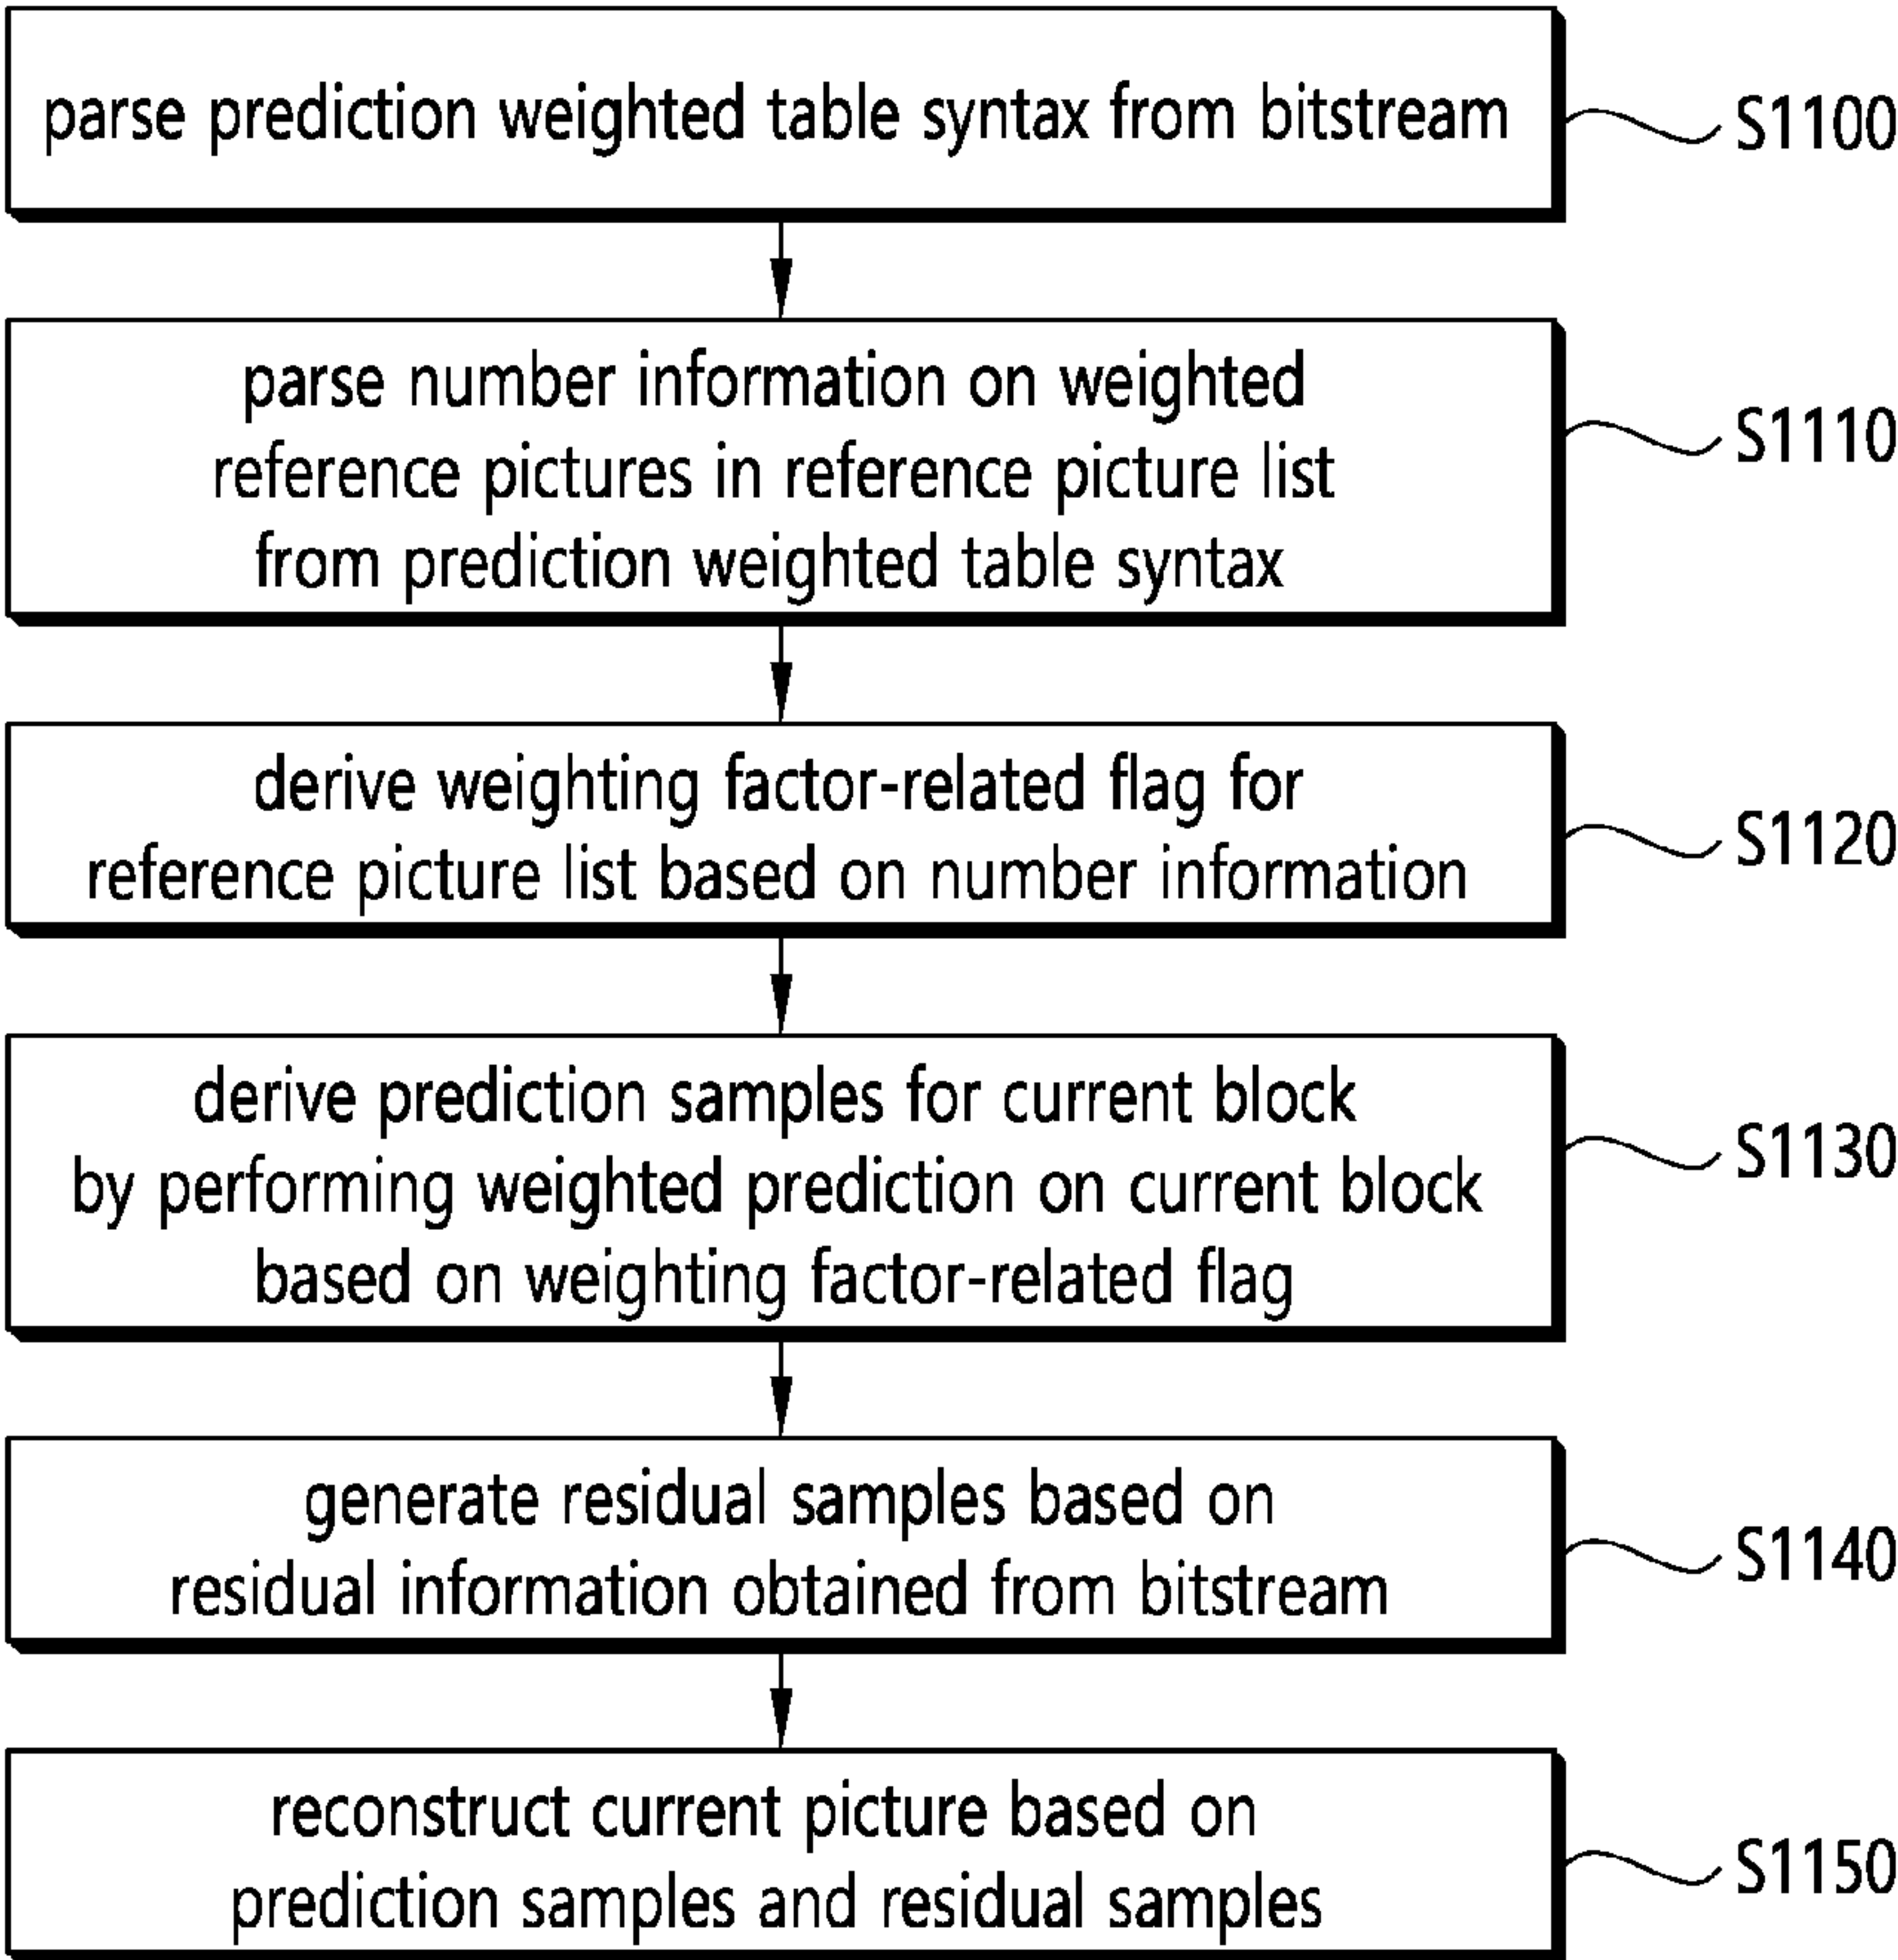 parse prediction weighted table syntax from bitstream
S1100
parse number information on weighted
reference pictures in reference picture list
from prediction weighted table syntax
S1110
derive weighting factor-related flag for
reference picture list based on number information
S1120
derive prediction samples for current block
by performing weighted prediction on current block
based on weighting factor-related flag
S1130
generate residual samples based on
residual information obtained from bitstream
S1140
reconstruct current picture based on
prediction samples and residual samples
S1150